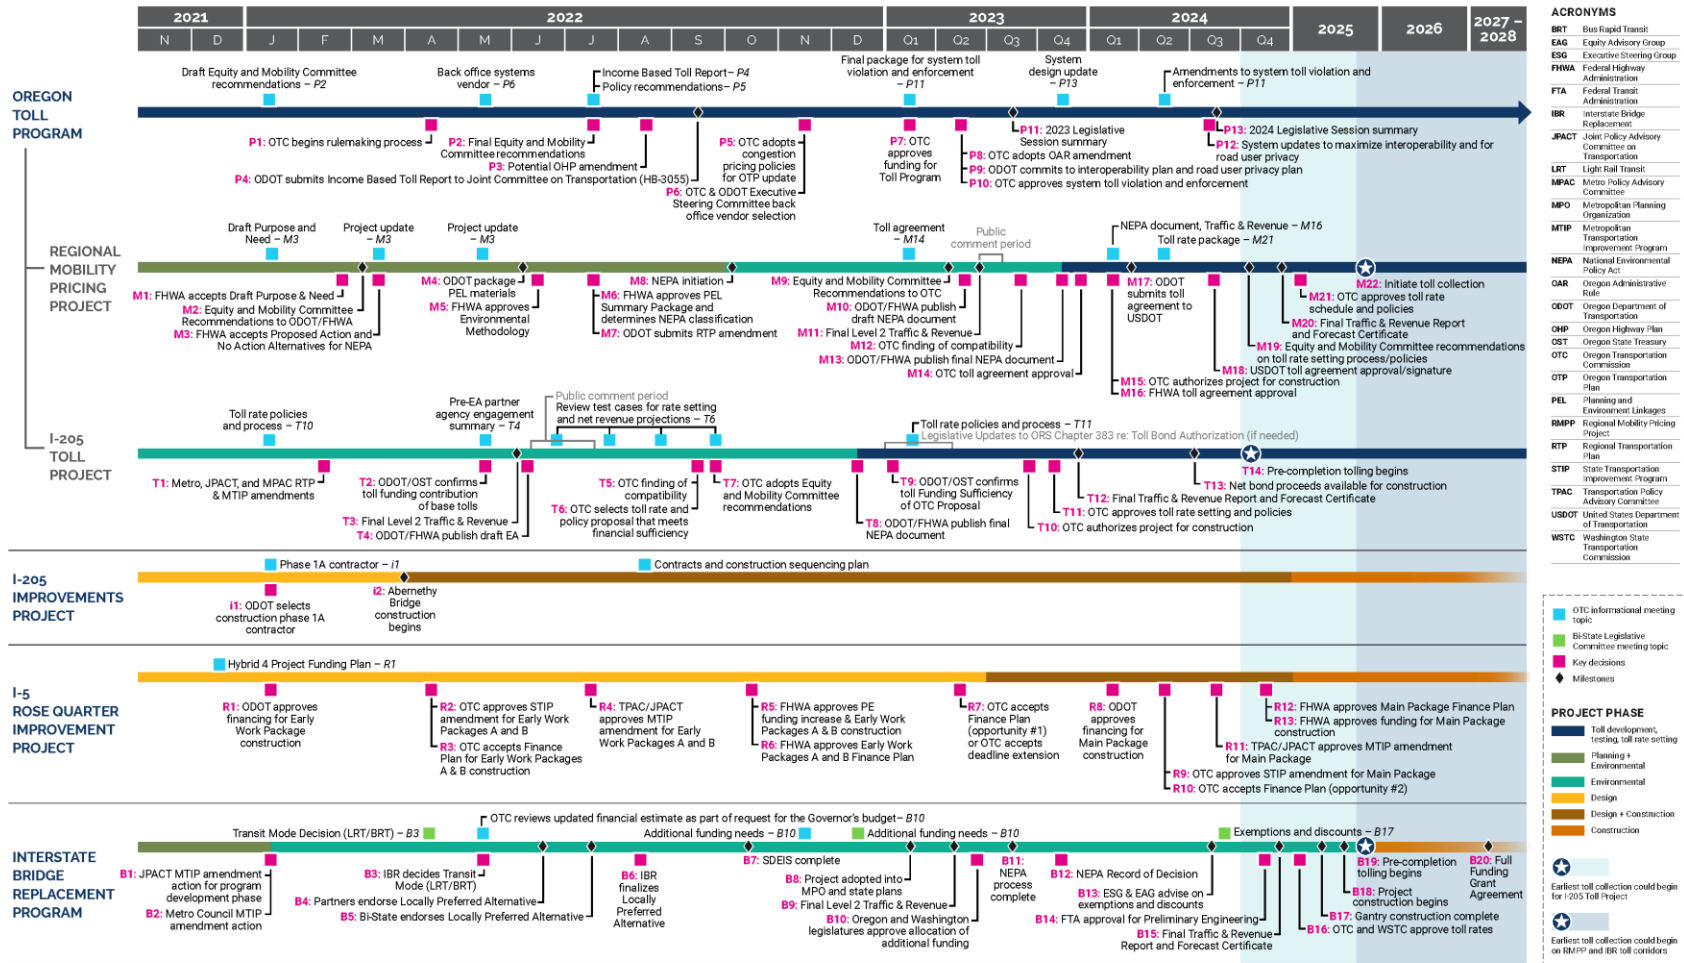 2021
2022
2023
2024
2025
2026
2027 –
2028
N D J F M A M J J A S O N D Q1 Q2 Q3 Q4 Q1 Q2 Q3 Q4
OREGON
TOLL
PROGRAM
Draft Equity and Mobility Committee
recommendations – P2
Back office systems
vendor – P6
Income Based Toll Report– P4
Policy recommendations– P5
Final package for system toll
violation and enforcement
– P11
System
design update
– P13
Amendments to system toll violation and
enforcement – P11
P1: OTC begins rulemaking process
P2: Final Equity and Mobility
Committee recommendations
P3: Potential OHP amendment
P4: ODOT submits Income Based Toll Report to Joint Committee on Transportation (HB-3055)
P5: OTC adopts
congestion
pricing policies
for OTP update
P6: OTC & ODOT Executive
Steering Committee back
office vendor selection
P7: OTC
approves
funding for
Toll Program
P8: OTC adopts OAR amendment
P9: ODOT commits to interoperability plan and road user privacy plan
P10: OTC approves system toll violation and enforcement
P11: 2023 Legislative
Session summary
P13: 2024 Legislative Session summary
P12: System updates to maximize interoperability and for
road user privacy
REGIONAL
MOBILITY
PRICING
PROJECT
Draft Purpose and
Need – M3
Project update
– M3
Project update
– M3
Toll agreement
– M14
Public
comment period
NEPA document, Traffic & Revenue – M16
Toll rate package – M21
M1: FHWA accepts Draft Purpose & Need
M2: Equity and Mobility Committee
Recommendations to ODOT/FHWA
M3: FHWA accepts Proposed Action and
No Action Alternatives for NEPA
M4: ODOT package
PEL materials
M5: FHWA approves
Environmental
Methodology
M8: NEPA initiation
M6: FHWA approves PEL
Summary Package and
determines NEPA classification
M7: ODOT submits RTP amendment
M9: Equity and Mobility Committee
Recommendations to OTC
M10: ODOT/FHWA publish
draft NEPA document
M11: Final Level 2 Traffic & Revenue
M12: OTC finding of compatibility
M13: ODOT/FHWA publish final NEPA document
M14: OTC toll agreement approval
M17: ODOT
submits toll
agreement to
USDOT
M22: Initiate toll collection
M21: OTC approves toll rate
schedule and policies
M20: Final Traffic & Revenue Report
and Forecast Certificate
M19: Equity and Mobility Committee recommendations
on toll rate setting process/policies
M18: USDOT toll agreement approval/signature
M15: OTC authorizes project for construction
M16: FHWA toll agreement approval
I-205
TOLL
PROJECT
Toll rate policies
and process – T10
Pre-EA partner
agency engagement
summary – T4
Public comment period
Review test cases for rate setting
and net revenue projections – T6
Toll rate policies and process – T11
Legislative Updates to ORS Chapter 383 re: Toll Bond Authorization (if needed)
T1: Metro, JPACT, and MPAC RTP
& MTIP amendments
T2: ODOT/OST confirms
toll funding contribution
of base tolls
T3: Final Level 2 Traffic & Revenue
T4: ODOT/FHWA publish draft EA
T5: OTC finding of
compatibility
T6: OTC selects toll rate and
policy proposal that meets
financial sufficiency
T7: OTC adopts Equity
and Mobility Committee
recommendations
T9: ODOT/OST confirms
toll Funding Sufficiency
of OTC Proposal
T8: ODOT/FHWA publish final
NEPA document
T14: Pre-completion tolling begins
T13: Net bond proceeds available for construction
T12: Final Traffic & Revenue Report and Forecast Certificate
T11: OTC approves toll rate setting and policies
T10: OTC authorizes project for construction
I-205
IMPROVEMENTS
PROJECT
Phase 1A contractor – i1
Contracts and construction sequencing plan
i1: ODOT selects
construction phase 1A
contractor
i2: Abernethy
Bridge
construction
begins
I-5
ROSE QUARTER
IMPROVEMENT
PROJECT
Hybrid 4 Project Funding Plan – R1
R1: ODOT approves
financing for Early
Work Package
construction
R2: OTC approves STIP
amendment for Early Work
Packages A and B
R3: OTC accepts Finance
Plan for Early Work Packages
A & B construction
R4: TPAC/JPACT
approves MTIP
amendment for Early
Work Packages A and B
R5: FHWA approves PE
funding increase & Early Work
Packages A & B construction
R6: FHWA approves Early Work
Packages A and B Finance Plan
R7: OTC accepts
Finance Plan
(opportunity #1)
or OTC accepts
deadline extension
R8: ODOT
approves
financing for
Main Package
construction
R12: FHWA approves Main Package Finance Plan
R13: FHWA approves funding for Main Package
construction
R11: TPAC/JPACT approves MTIP amendment
for Main Package
R9: OTC approves STIP amendment for Main Package
R10: OTC accepts Finance Plan (opportunity #2)
INTERSTATE
BRIDGE
REPLACEMENT
PROGRAM
OTC reviews updated financial estimate as part of request for the Governor's budget– B10
Transit Mode Decision (LRT/BRT) – B3
Additional funding needs – B10
Additional funding needs – B10
Exemptions and discounts – B17
B1: JPACT MTIP amendment
action for program
development phase
B2: Metro Council MTIP
amendment action
B3: IBR decides Transit
Mode (LRT/BRT)
B4: Partners endorse Locally Preferred Alternative
B5: Bi-State endorses Locally Preferred Alternative
B6: IBR
finalizes
Locally
Preferred
Alternative
B7: SDEIS complete
B8: Project adopted into
MPO and state plans
B9: Final Level 2 Traffic & Revenue
B10: Oregon and Washington
legislatures approve allocation of
additional funding
B11:
NEPA
process
complete
B12: NEPA Record of Decision
B13: ESG & EAG advise on
exemptions and discounts
B14: FTA approval for Preliminary Engineering
B15: Final Traffic & Revenue
Report and Forecast Certificate
B19: Pre-completion
tolling begins
B18: Project
construction begins
B17: Gantry construction complete
B16: OTC and WSTC approve toll rates
B20: Full
Funding
Grant
Agreement
ACRONYMS
BRT Bus Rapid Transit
EAG Equity Advisory Group
ESG Executive Steering Group
FHWA Federal Highway
Administration
FTA Federal Transit
Administration
IBR Interstate Bridge
Replacement
JPACT Joint Policy Advisory
Committee on
Transportation
LRT Light Rail Transit
MPAC Metro Policy Advisory
Committee
MPO Metropolitan Planning
Organization
MTIP Metropolitan
Transportation
Improvement Program
NEPA National Environmental
Policy Act
OAR Oregon Administrative
Rule
ODOT Oregon Department of
Transportation
OHP Oregon Highway Plan
OST Oregon State Treasury
OTC Oregon Transportation
Commission
OTP Oregon Transportation
Plan
PEL Planning and
Environment Linkages
RMPP Regional Mobility Pricing
Project
RTP Regional Transportation
Plan
STIP State Transportation
Improvement Program
TPAC Transportation Policy
Advisory Committee
USDOT United States Department
of Transportation
WSTC Washington State
Transportation
Commission
OTC informational meeting
topic
Bi-State Legislative
Committee meeting topic
Key decisions
Milestones
PROJECT PHASE
Toll development,
testing, toll rate setting
Planning +
Environmental
Environmental
Design
Design + Construction
Construction
Earliest toll collection could begin
for I-205 Toll Project
Earliest toll collection could begin
on RMPP and IBR toll corridors